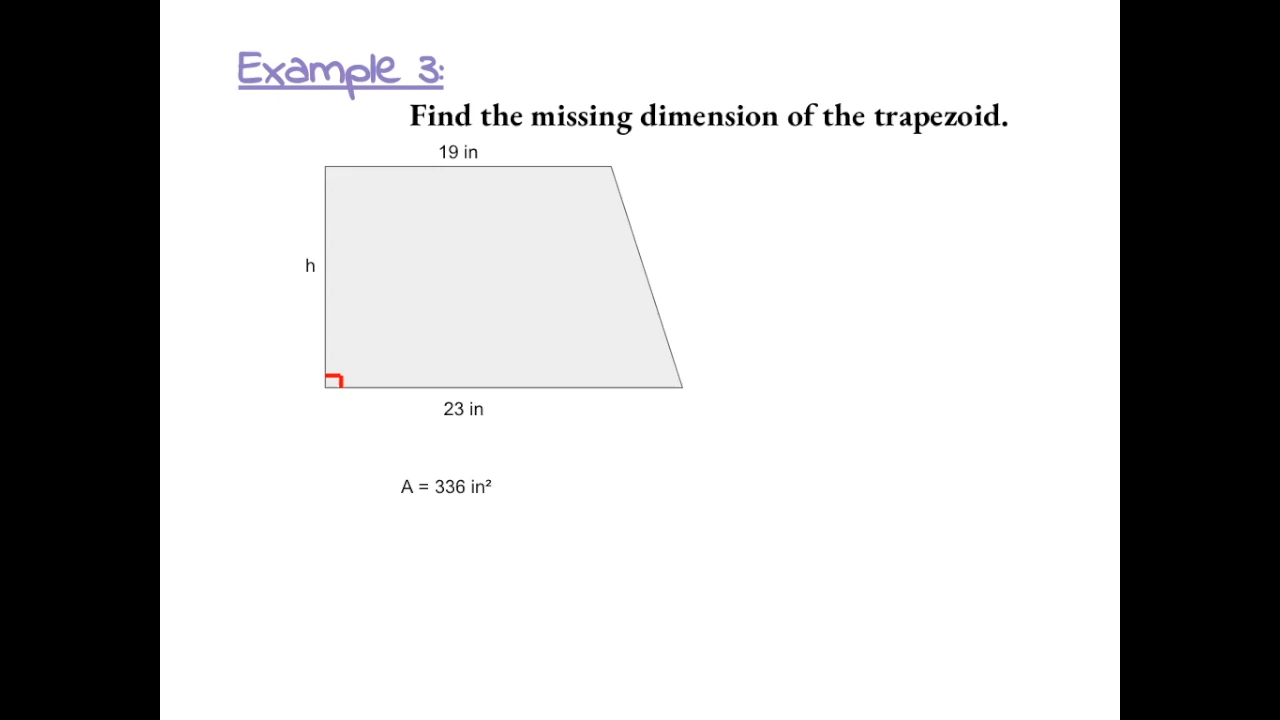 Example 3:
Find the missing dimension of the trapezoid.
19 in
h
23 in
A = 336 in²